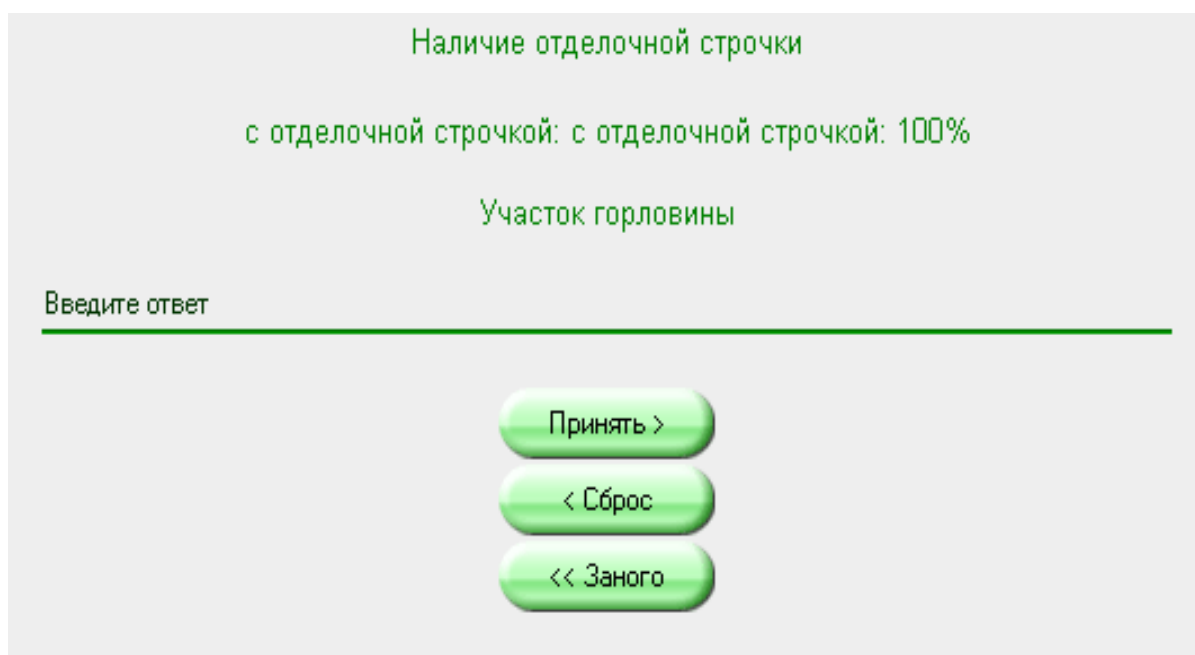 Наличие отделочной строчки
с отделочной строчкой: с отделочной строчкой: 100%
Участок горловины
Введите ответ
Принять >
< Сброс
<< Заного